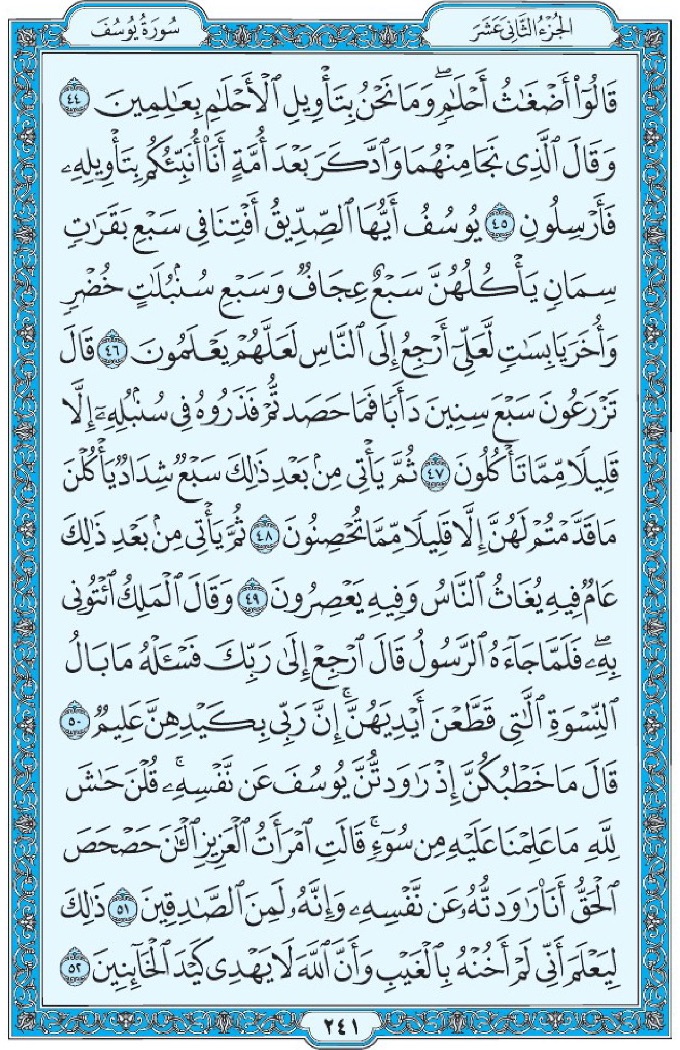 الجُزْءُ الثَّانِي عَشَرَ
سُورَةُ يُوسُفَ
قَالُوٓا۟ أَضْغَٰثُ أَحْلَٰمٍۢ ۖ وَمَا نَحْنُ بِتَأْوِيلِ ٱلْأَحْلَٰمِ بِعَٰلِمِينَ ٤٤
وَقَالَ ٱلَّذِى نَجَا مِنْهُمَا وَٱدَّكَرَ بَعْدَ أُمَّةٍ أَنَا۠ أُنَبِّئُكُم بِتَأْوِيلِهِۦ
فَأَرْسِلُونِ ٤٥ يُوسُفُ أَيُّهَا ٱلصِّدِّيقُ أَفْتِنَا فِى سَبْعِ بَقَرَٰتٍ
سِمَانٍ يَأْكُلُهُنَّ سَبْعٌ عِجَافٌ وَسَبْعِ سُنۢبُلَٰتٍ خُضْرٍ
وَأُخَرَ يَابِسَٰتٍ لَّعَلِّىٓ أَرْجِعُ إِلَى ٱلنَّاسِ لَعَلَّهُمْ يَعْلَمُونَ ٤٦ قَالَ
تَزْرَعُونَ سَبْعَ سِنِينَ دَأَبًا فَمَا حَصَدتُّمْ فَذَرُوهُ فِى سُنۢبُلِهِۦٓ إِلَّا
قَلِيلًا مِّمَّا تَأْكُلُونَ ٤٧ ثُمَّ يَأْتِى مِنۢ بَعْدِ ذَٰلِكَ سَبْعٌ شِدَادٌ يَأْكُلْنَ
مَا قَدَّمْتُمْ لَهُنَّ إِلَّا قَلِيلًا مِّمَّا تُحْصِنُونَ ٤٨ ثُمَّ يَأْتِى مِنۢ بَعْدِ ذَٰلِكَ
عَامٌ فِيهِ يُغَاثُ ٱلنَّاسُ وَفِيهِ يَعْصِرُونَ ٤٩ وَقَالَ ٱلْمَلِكُ ٱئْتُونِى
بِهِۦ ۖ فَلَمَّا جَآءَهُ ٱلرَّسُولُ قَالَ ٱرْجِعْ إِلَىٰ رَبِّكَ فَسْـَٔلْهُ مَا بَالُ
ٱلنِّسْوَةِ ٱلَّٰتِى قَطَّعْنَ أَيْدِيَهُنَّ ۚ إِنَّ رَبِّى بِكَيْدِهِنَّ عَلِيمٌ ٥٠
قَالَ مَا خَطْبُكُنَّ إِذْ رَٰوَدتُّنَّ يُوسُفَ عَن نَّفْسِهِۦ ۚ قُلْنَ حَٰشَ
لِلَّهِ مَا عَلِمْنَا عَلَيْهِ مِن سُوٓءٍ ۚ قَالَتِ ٱمْرَأَتُ ٱلْعَزِيزِ ٱلْـَٰٔنَ حَصْحَصَ
ٱلْحَقُّ أَنَا۠ رَٰوَدتُّهُۥ عَن نَّفْسِهِۦ وَإِنَّهُۥ لَمِنَ ٱلصَّٰدِقِينَ ٥١ ذَٰلِكَ
لِيَعْلَمَ أَنِّى لَمْ أَخُنْهُ بِٱلْغَيْبِ وَأَنَّ ٱللَّهَ لَا يَهْدِى كَيْدَ ٱلْخَآئِنِينَ ٥٢
٢٤١